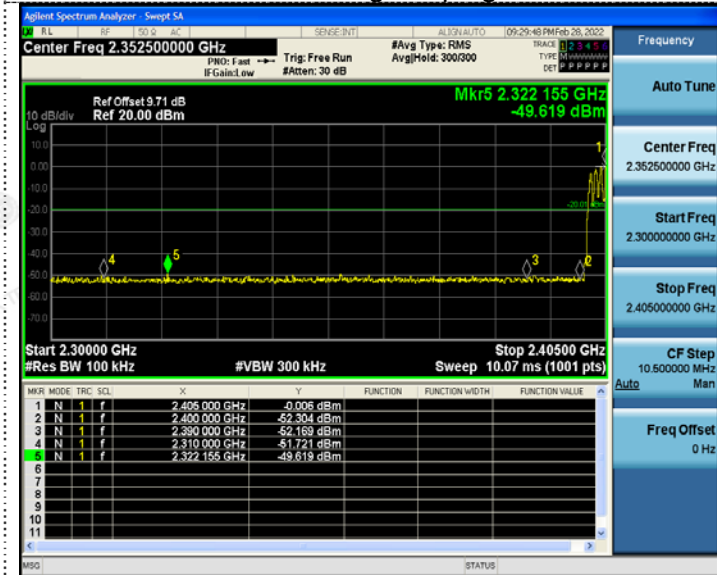 Agilent Spectrum Analyzer - Swept SA
RL RF 50 Ω AC SENSE:INT ALIGN AUTO 09:29:48 PM Feb 28, 2022
Center Freq 2.352500000 GHz
PNO: Fast
IFGain:Low
Trig: Free Run
#Atten: 30 dB
#Avg Type: RMS
Avg|Hold: 300/300
TRACE 1 2 3 4 5 6
TYPE M
DET P P P P P P
Ref Offset 9.71 dB
10 dB/div Ref 20.00 dBm
Log
Mkr5 2.322 155 GHz
-49.619 dBm
10.0
0.00
-10.0
-20.0
-30.0
-40.0
-50.0
-60.0
-70.0
1
-20.01 dBm
4
5
3
2
Start 2.30000 GHz Stop 2.40500 GHz
#Res BW 100 kHz #VBW 300 kHz Sweep 10.07 ms (1001 pts)
MKR MODE TRC SCL X Y FUNCTION FUNCTION WIDTH FUNCTION VALUE
1 N 1 f 2.405 000 GHz -0.006 dBm
2 N 1 f 2.400 000 GHz -52.304 dBm
3 N 1 f 2.390 000 GHz -52.169 dBm
4 N 1 f 2.310 000 GHz -51.721 dBm
5 N 1 f 2.322 155 GHz -49.619 dBm
6
7
8
9
10
11
MSG STATUS
Frequency
Auto Tune
Center Freq
2.352500000 GHz
Start Freq
2.300000000 GHz
Stop Freq
2.405000000 GHz
CF Step
10.500000 MHz
Auto Man
Freq Offset
0 Hz